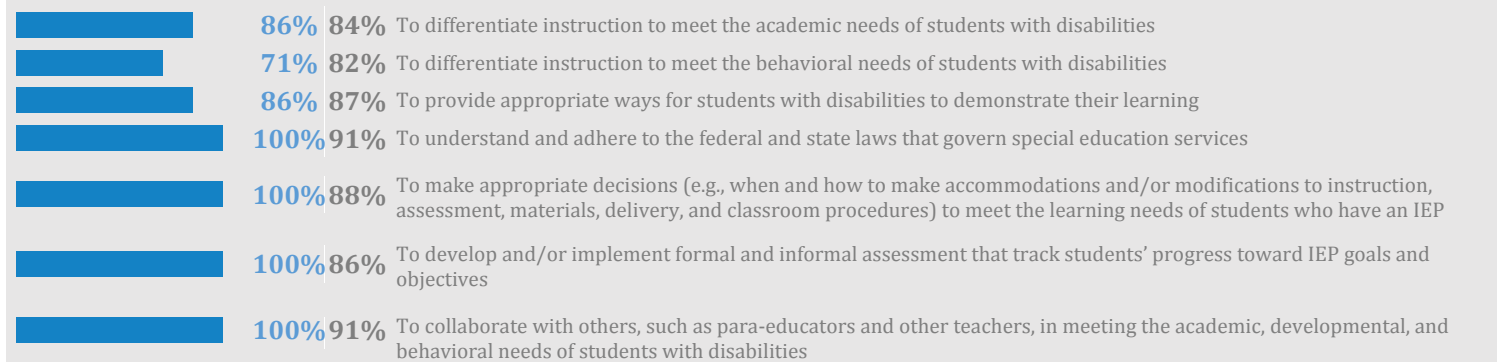 86% 84% To differentiate instruction to meet the academic needs of students with disabilities
71% 82% To differentiate instruction to meet the behavioral needs of students with disabilities
86% 87% To provide appropriate ways for students with disabilities to demonstrate their learning
100% 91% To understand and adhere to the federal and state laws that govern special education services
100% 88% To make appropriate decisions (e.g., when and how to make accommodations and/or modifications to instruction,
assessment, materials, delivery, and classroom procedures) to meet the learning needs of students who have an IEP
100% 86% To develop and/or implement formal and informal assessment that track students’ progress toward IEP goals and
objectives
100% 91% To collaborate with others, such as para-educators and other teachers, in meeting the academic, developmental, and
behavioral needs of students with disabilities